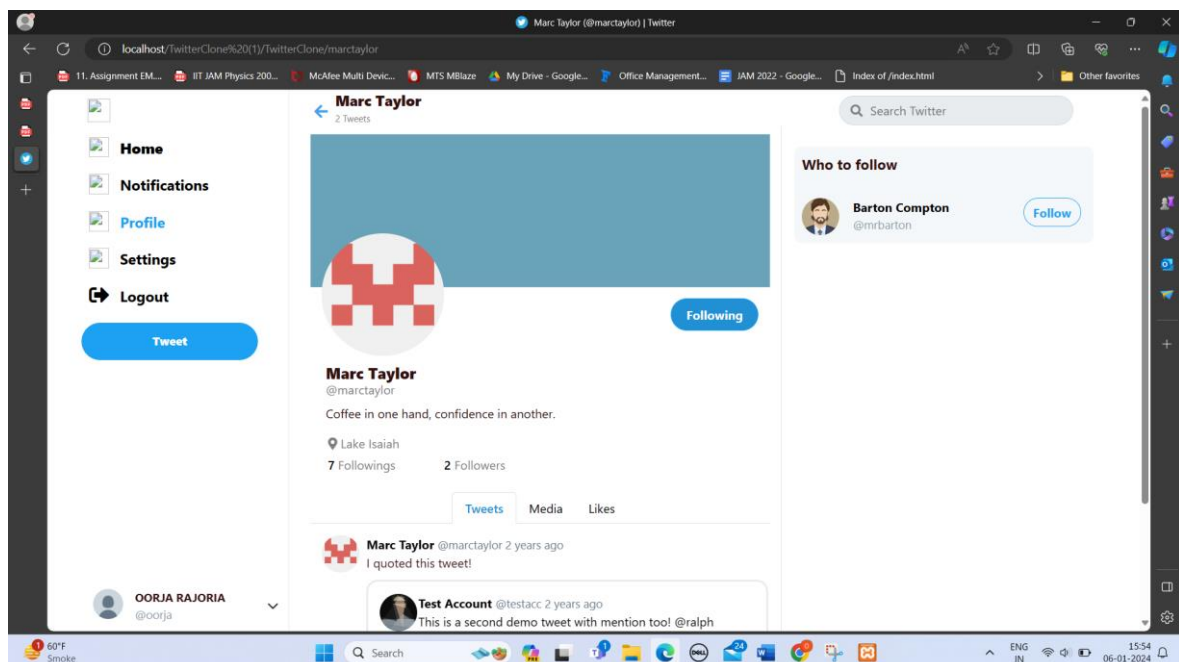 Marc Taylor (@marctaylor) | Twitter
localhost/TwitterClone%20(1)/TwitterClone/marctaylor
11. Assignment EM... IIT JAM Physics 200... McAfee Multi Devic... MTS MBlaze My Drive - Google... Office Management... JAM 2022 - Google... Index of /index.html Other favorites
Marc Taylor
2 Tweets
Search Twitter
Home
Notifications
Profile
Settings
Logout
Tweet
Who to follow
Barton Compton
@mrbarton
Follow
Following
Marc Taylor
@marctaylor
Coffee in one hand, confidence in another.
Lake Isaiah
7 Followings 2 Followers
Tweets Media Likes
Marc Taylor @marctaylor 2 years ago
I quoted this tweet!
Test Account @testacc 2 years ago
This is a second demo tweet with mention too! @ralph
OORJA RAJORIA
@oorja
1
60°F
Smoke
Search
DELL
29
ENG
IN
15:54
06-01-2024